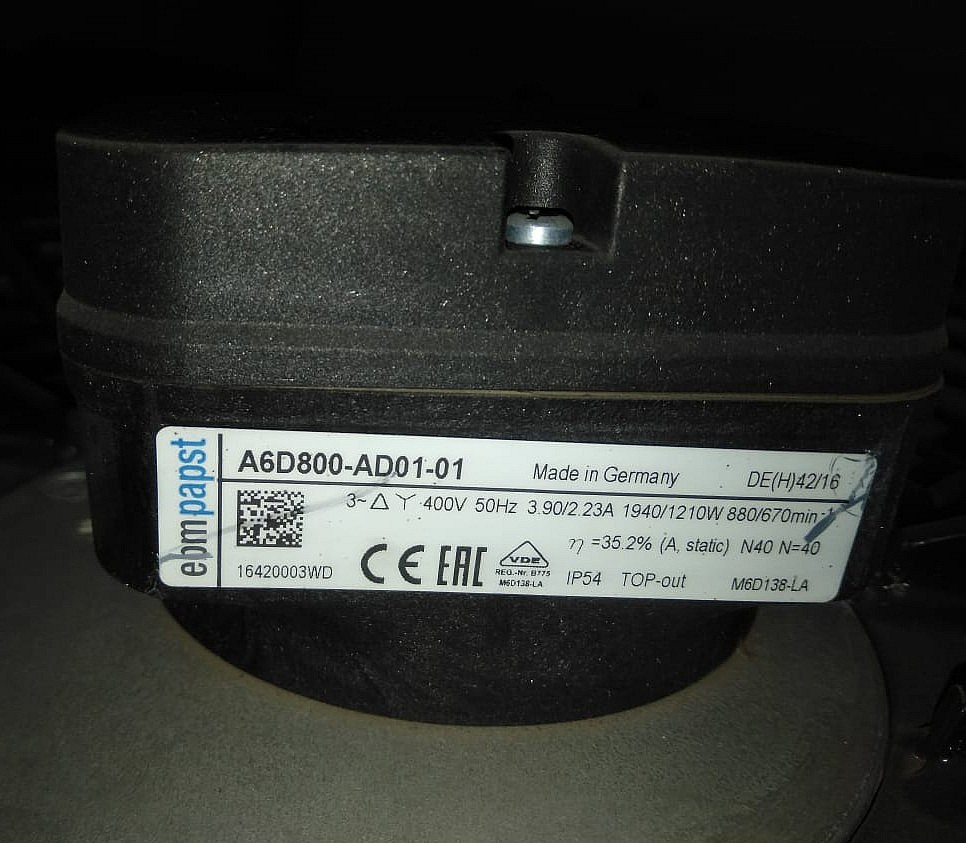 ebmpapst
A6D800-AD01-01 Made in Germany DE(H)42/16
3~ △ Y 400V 50Hz 3.90/2.23A 1940/1210W 880/670min-1
η =35.2% (A, static) N40 N=40
CE EAC VDE
REG.-Nr. B775
M6D138-LA
16420003WD IP54 TOP-out M6D138-LA